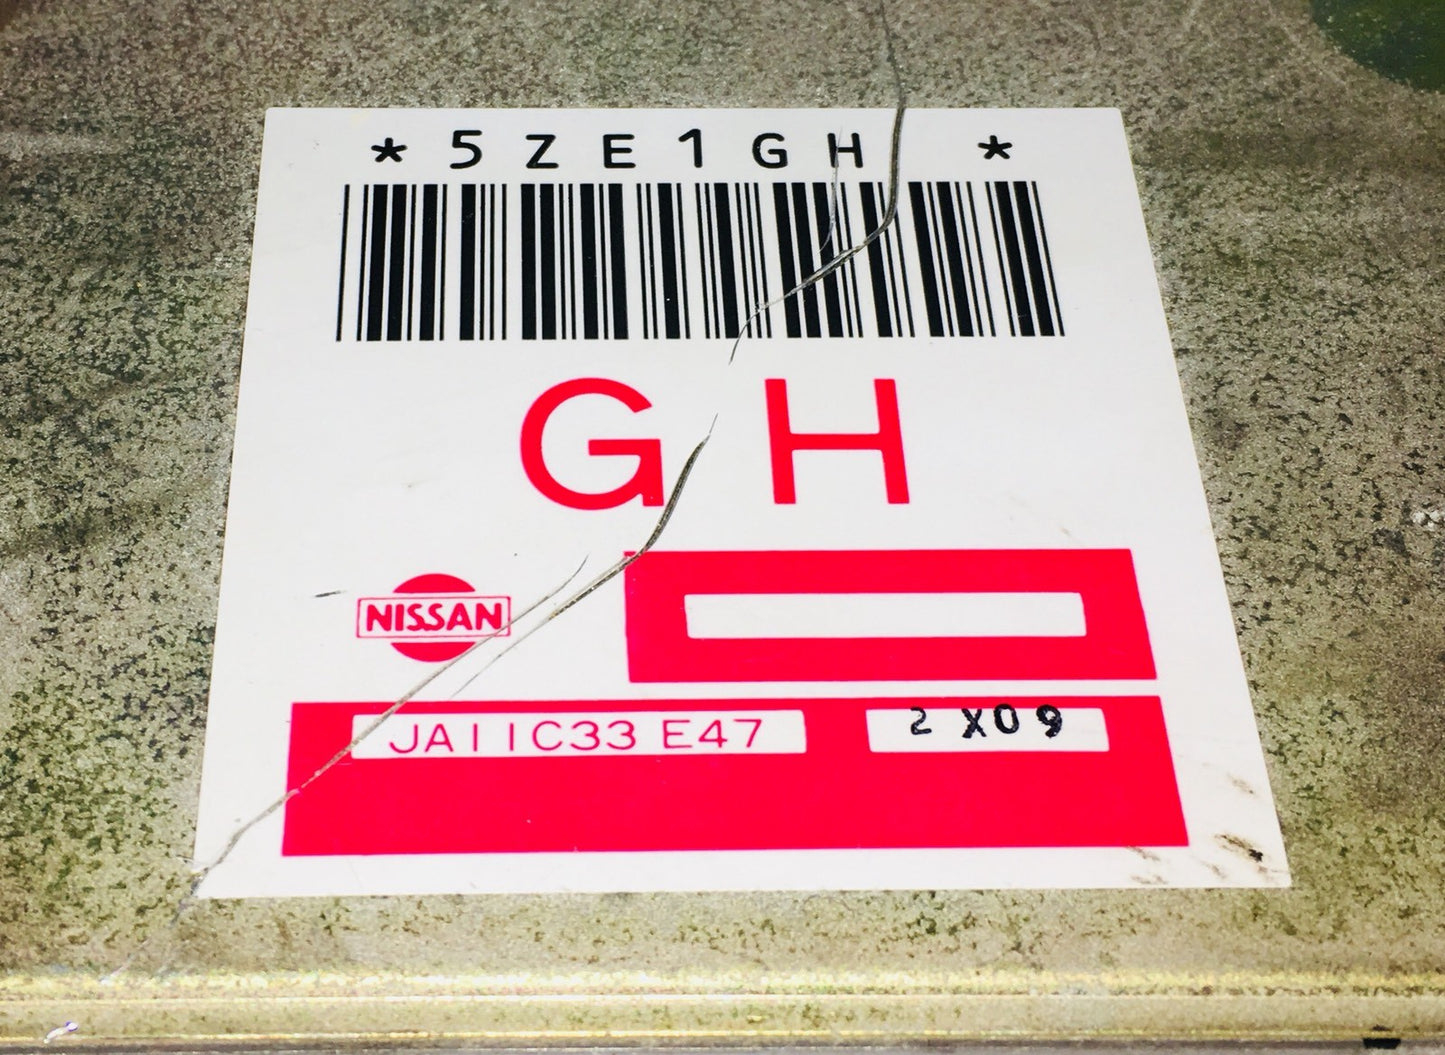 *5ZE1GH *
GH
NISSAN
JA11C33 E47
2 X09